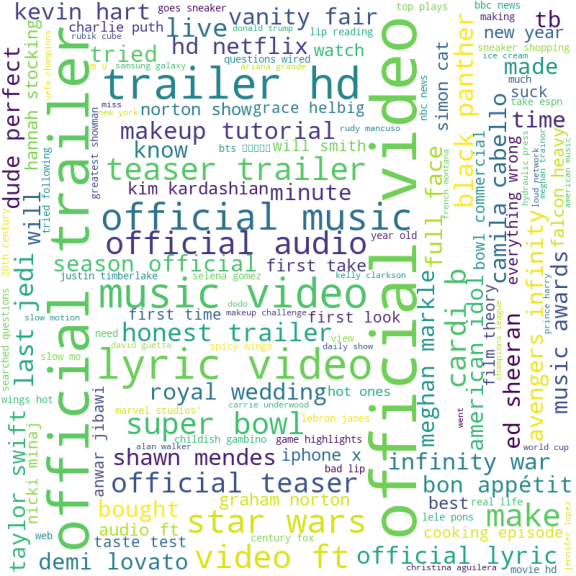 kevin hart
goes sneaker
vanity fair
live
tb
top plays
bbc news
charlie puth
donald trump
lip reading
making
new year
rubik cube
tried
hd netflix
watch
made
sneaker shopping
ice cream
m v
samsung galaxy
questions wired
ariana grande
trailer hd
much
suck
take espn
miss
new york
norton show
grace helbig
time
makeup tutorial
rudy mancuso
know
bts
will smith
teaser trailer
kim kardashian
minute
official music
official audio
year old
season official
first take
justin timberlake
selena gomez
kelly clarkson
music video
dodo
first time
makeup challenge
first look
need
honest trailer
view
david guetta
spicy wings
daily show
lyric video
slow motion
slow mo
wings hot
royal wedding
hot ones
marvel studios'
carrie underwood
lebron james
super bowl
childish gambino
game highlights
alan walker
bad lip
went
world cup
shawn mendes
iphone x
infinity war
official teaser
bon appétit
bought
graham norton
best
real life
star wars
make
audio ft
lele pons
cooking episode
web
taste test
century fox
demi lovato
video ft
official lyric
christina aguilera
movie hd
dude perfect
hannah stocking
uefa champions
official trailer
will
tried following
last jedi
20th century
searched questions
taylor swift
nicki minaj
anwar jibawi
greatest showman
official video
full face
french montana
nbc news
simon cat
black panther
commercial
camila cabello
everything wrong
hydraulic press
loud network
meghan trainor
falcon heavy
american music
meghan markle
cardi b
american idol
bowl
film theory
champions league
ed sheeran
avengers infinity
prince harry
music awards
jennifer lopez